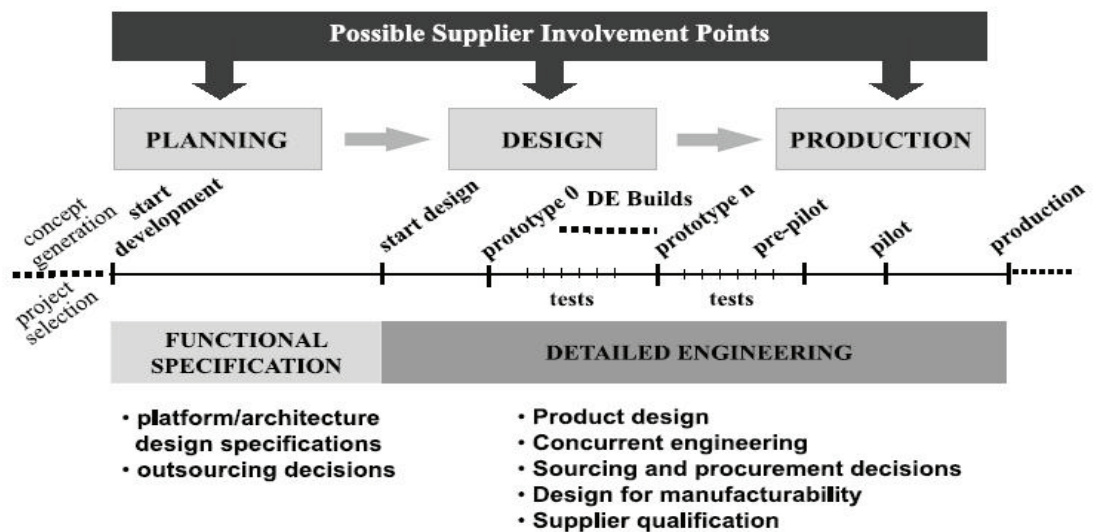 Possible Supplier Involvement Points
PLANNING
DESIGN
PRODUCTION
concept
generation
start
development
start design
prototype 0
DE Builds
prototype n
pre-pilot
pilot
production
project
selection
tests
tests
FUNCTIONAL
SPECIFICATION
DETAILED ENGINEERING
· platform/architecture
design specifications
· outsourcing decisions
· Product design
· Concurrent engineering
· Sourcing and procurement decisions
· Design for manufacturability
· Supplier qualification